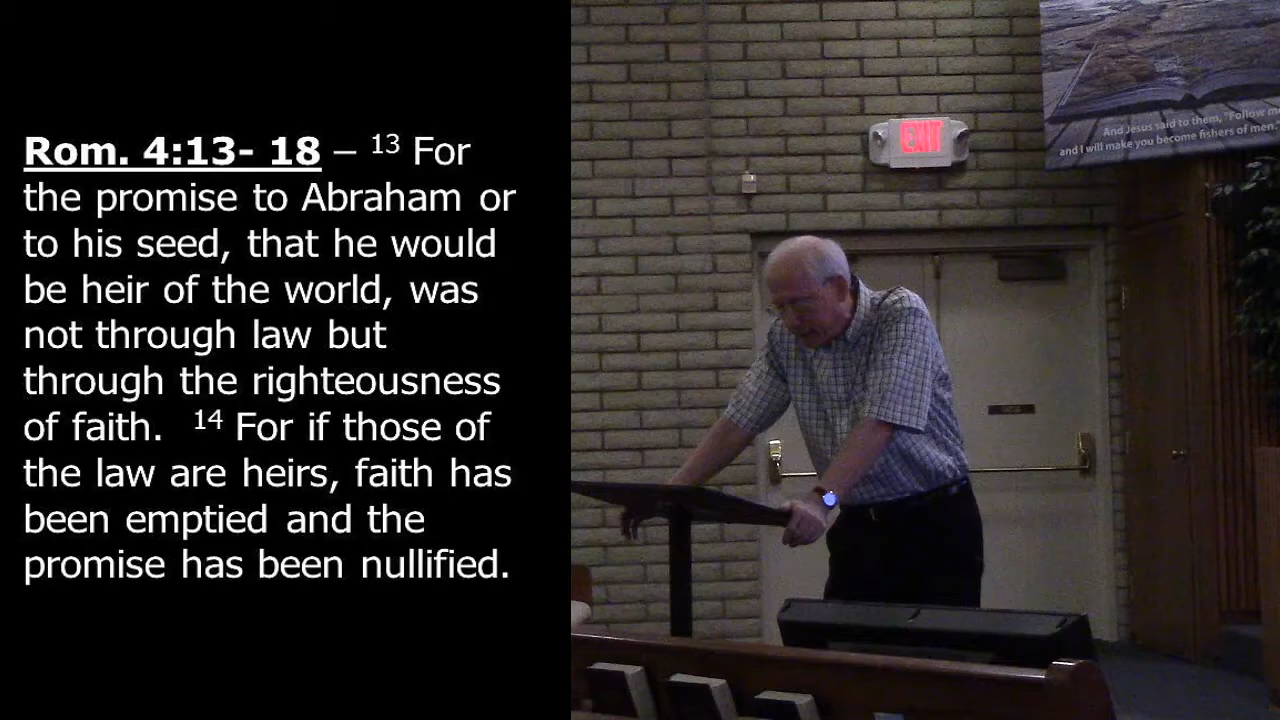 Rom. 4:13- 18 – ¹³ For
the promise to Abraham or
to his seed, that he would
be heir of the world, was
not through law but
through the righteousness
of faith.  ¹⁴ For if those of
the law are heirs, faith has
been emptied and the
promise has been nullified.
EXIT
And Jesus said to them, "Follow m
and I will make you become fishers of men."